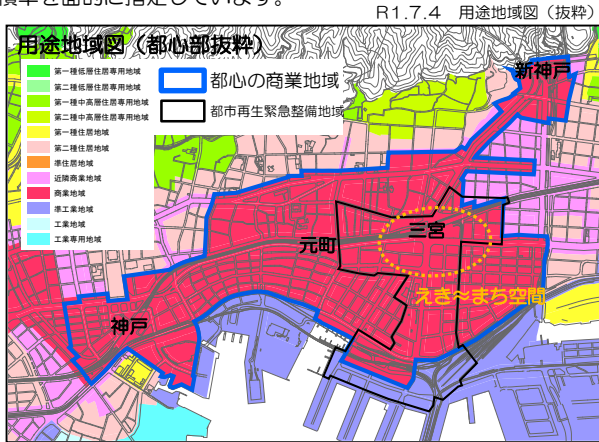 積率を面的に指定しています。
R1.7.4 用途地域図（抜粋）
用途地域図（都心部抜粋）
第一種低層住居専用地域
第二種低層住居専用地域
第一種中高層住居専用地域
第二種中高層住居専用地域
第一種住居地域
第二種住居地域
準住居地域
近隣商業地域
商業地域
準工業地域
工業地域
工業専用地域
都心の商業地域
都市再生緊急整備地域
新神戸
三宮
元町
えき～まち空間
神戸